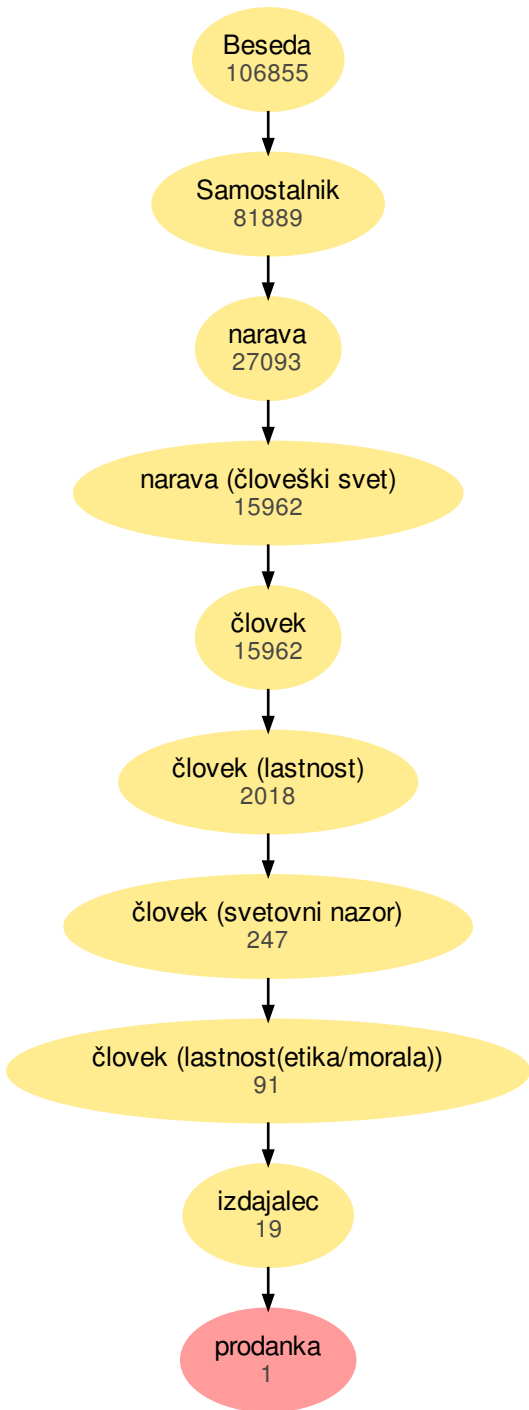 Beseda
106855
Samostalnik
81889
narava
27093
narava (človeški svet)
15962
človek
15962
človek (lastnost)
2018
človek (svetovni nazor)
247
človek (lastnost(etika/morala))
91
izdajalec
19
prodanka
1